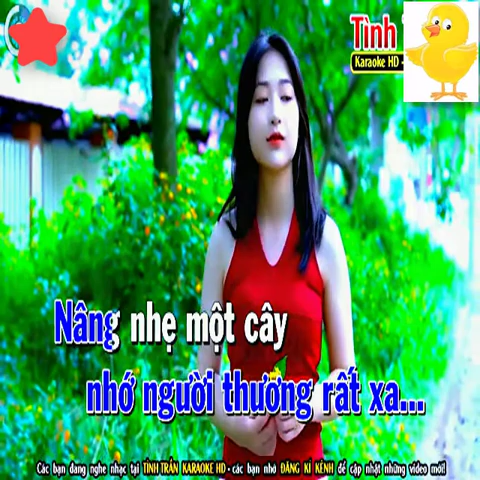 Tình
Karaoke HD -
Nâng nhẹ một cây
nhớ người thương rất xa...
Các bạn đang nghe nhạc tại TÌNH TRẦN KARAOKE HD - các bạn nhớ ĐĂNG KÍ KÊNH để cập nhật những video mới!